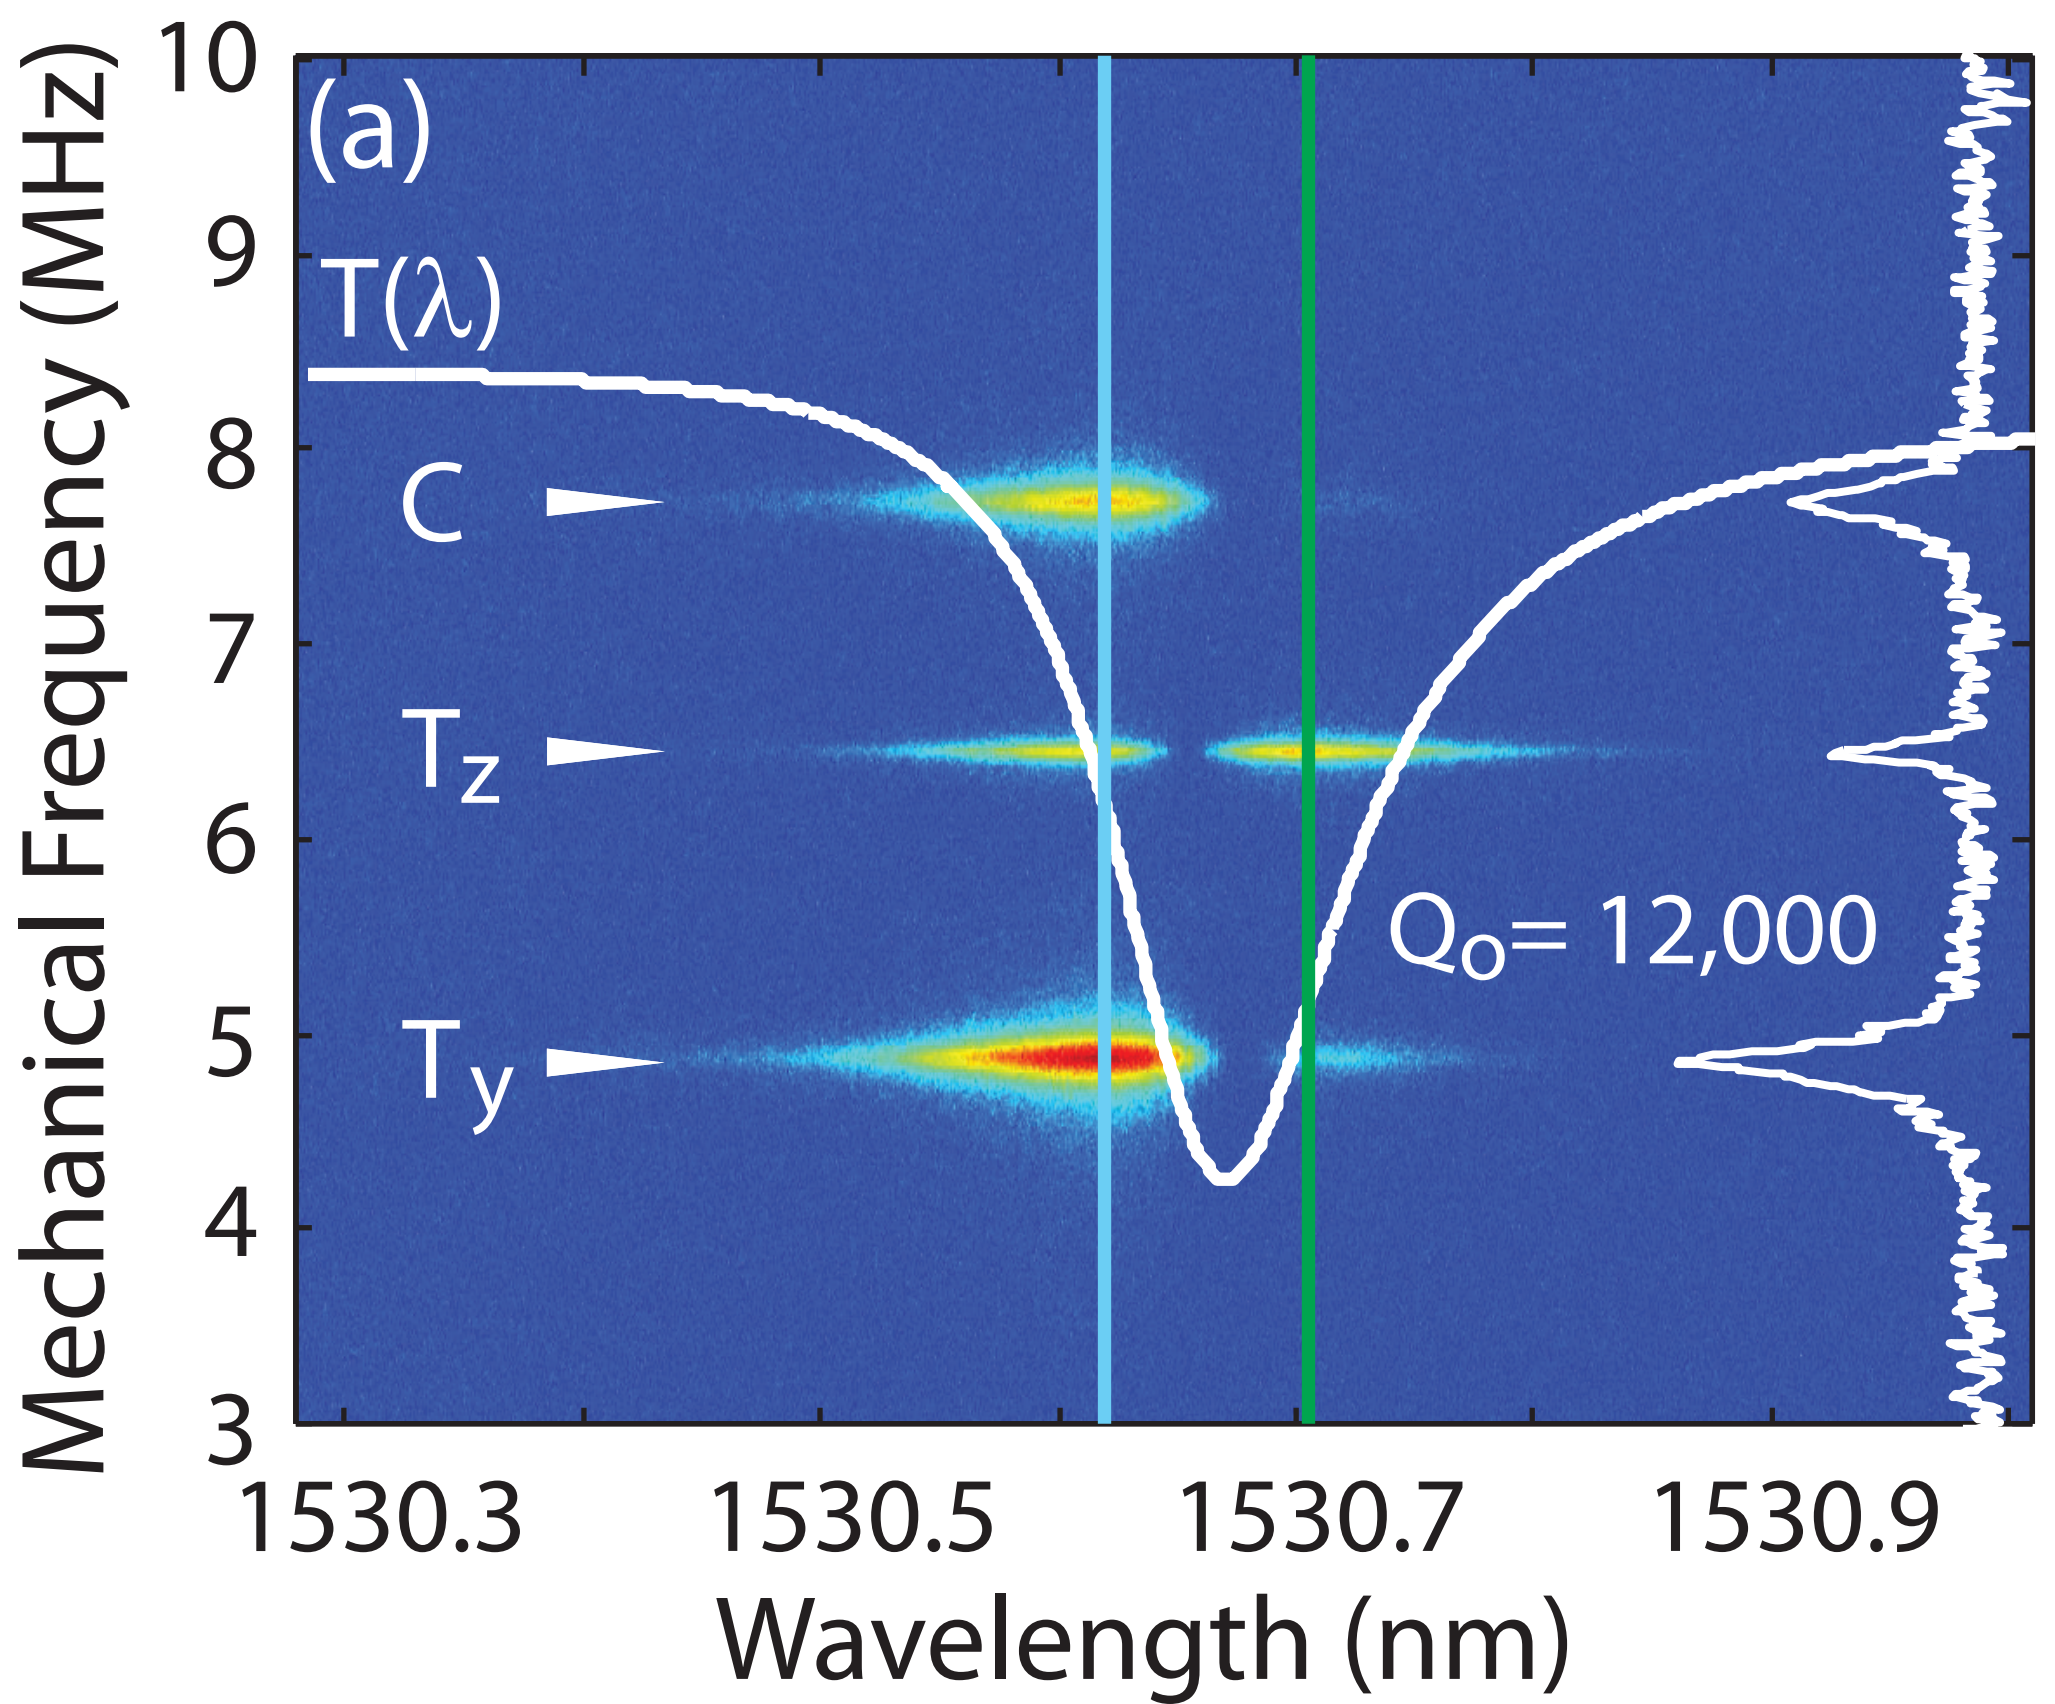 Mechanical Frequency (MHz)
10
9
8
7
6
5
4
3
(a)
T(λ)
C
Tz
Ty
Qo= 12,000
1530.3 1530.5 1530.7 1530.9
Wavelength (nm)